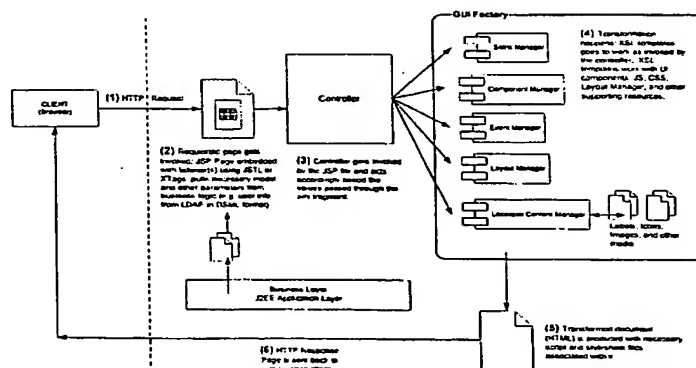 GUI Factory
CLIENT
(Browser)
(1) HTTP Request
Controller
Skins Manager
Component Manager
Event Manager
Layout Manager
Localized Content Manager
(4) Transformation
happens: XSL templates
goes to work as invoked by
the controller, XSL
templates work with UI
components, JS, CSS,
Layout Manager, and other
supporting resources.
Labels, Icons,
Images, and other
media
(2) Requested page gets
invoked; JSP Page embedded
with listener(s) using JSTL or
XTags, pulls necessary model
and other parameters from
business logic (e.g. user info
from LDAP in DSML format)
(3) Controller gets invoked
by the JSP file and acts
accordingly based the
values passed through the
xml fragment.
Business Layer
J2EE Application Layer
(5) Transformed document
(HTML) is produced with necessary
script and stylesheet files
associated with it
(6) HTTP Response
Page is sent back to